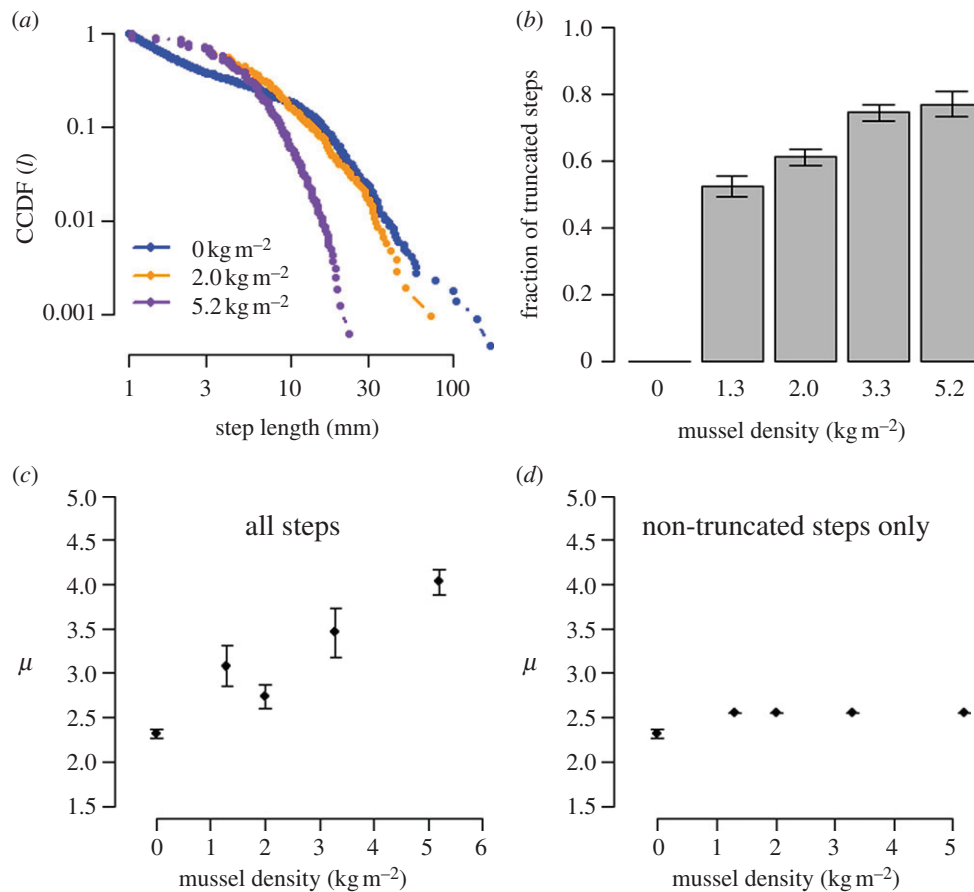 (a)
1
0.1
0.01
0.001
CCDF (l)
0 kg m−2
2.0 kg m−2
5.2 kg m−2
1 3 10 30 100
step length (mm)
(b)
1.0
0.8
0.6
0.4
0.2
0
fraction of truncated steps
0 1.3 2.0 3.3 5.2
mussel density (kg m−2)
(c)
all steps
5.0
4.5
4.0
3.5
3.0
2.5
2.0
1.5
μ
0 1 2 3 4 5 6
mussel density (kg m−2)
(d)
non-truncated steps only
5.0
4.5
4.0
3.5
3.0
2.5
2.0
1.5
μ
0 1 2 3 4 5
mussel density (kg m−2)